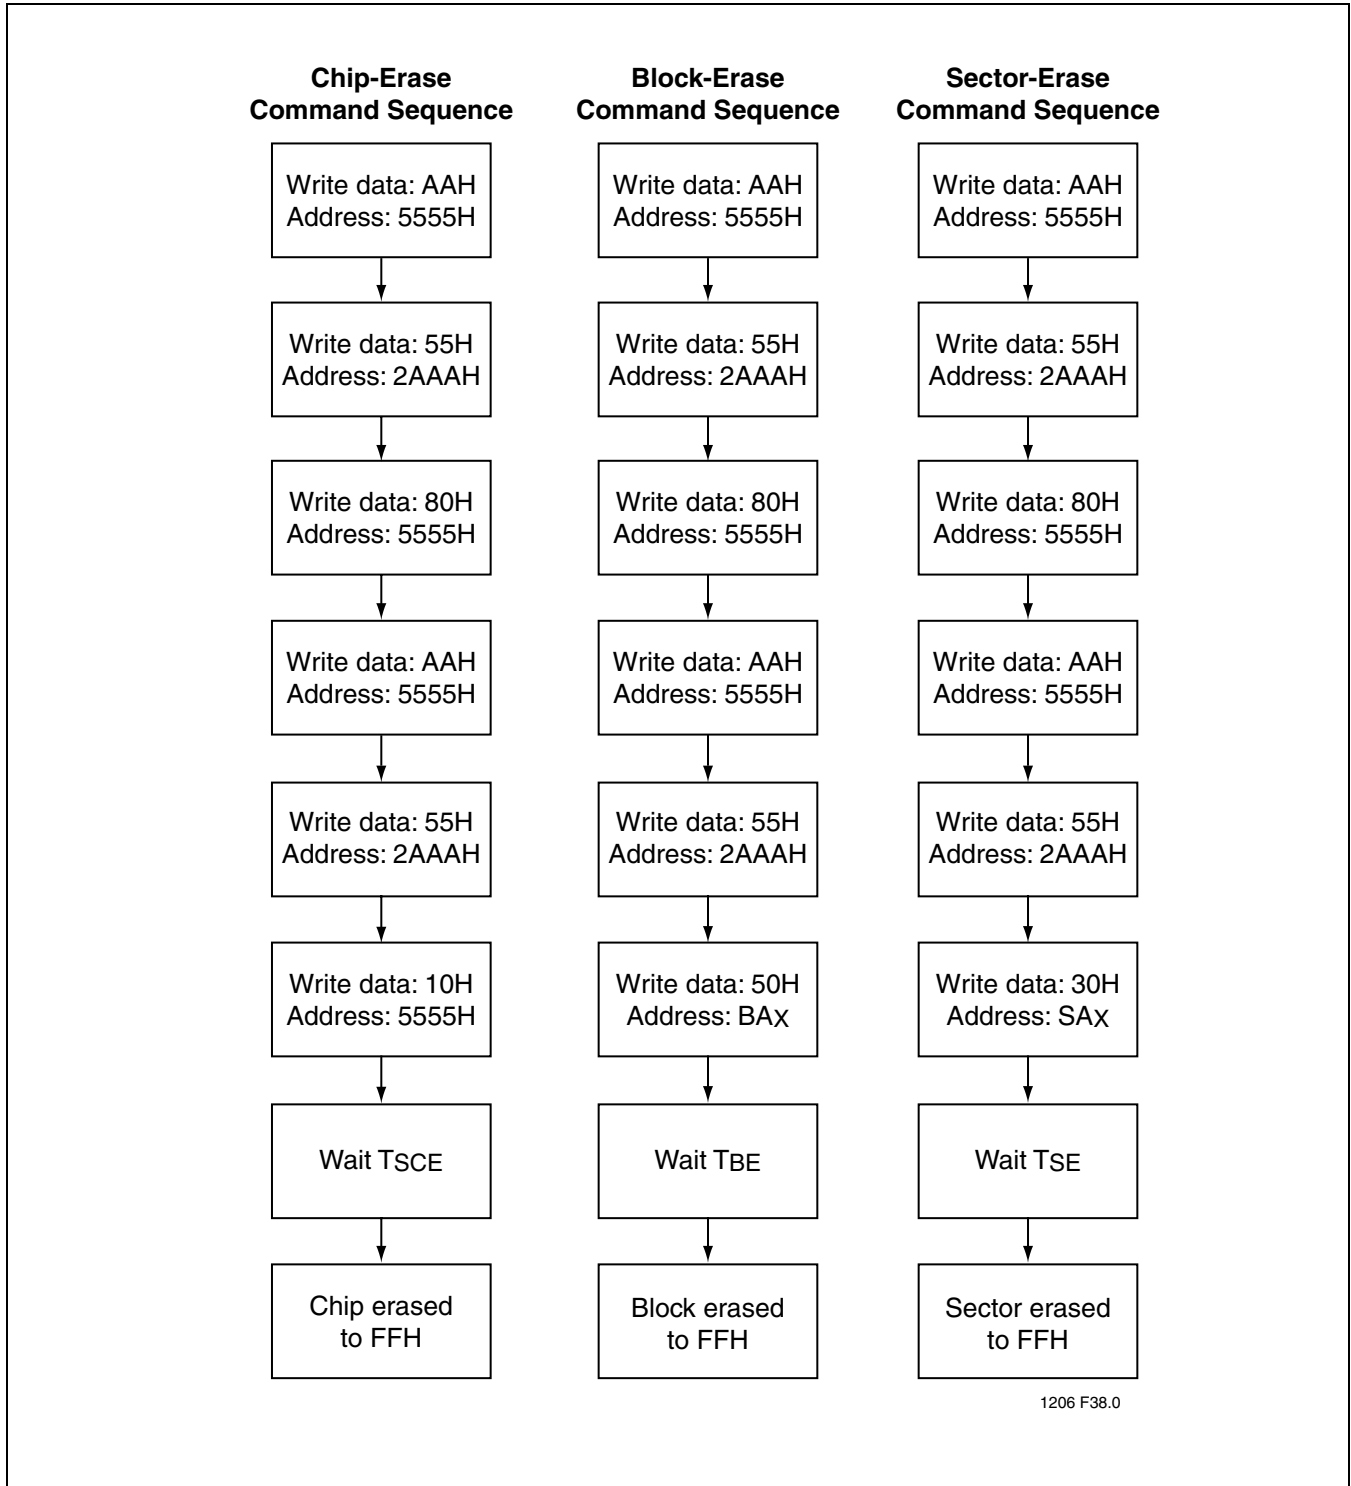 Chip-Erase
Command Sequence
Write data: AAH
Address: 5555H
Write data: 55H
Address: 2AAAH
Write data: 80H
Address: 5555H
Write data: AAH
Address: 5555H
Write data: 55H
Address: 2AAAH
Write data: 10H
Address: 5555H
Wait TSCE
Chip erased
to FFH
Block-Erase
Command Sequence
Write data: AAH
Address: 5555H
Write data: 55H
Address: 2AAAH
Write data: 80H
Address: 5555H
Write data: AAH
Address: 5555H
Write data: 55H
Address: 2AAAH
Write data: 50H
Address: BAX
Wait TBE
Block erased
to FFH
Sector-Erase
Command Sequence
Write data: AAH
Address: 5555H
Write data: 55H
Address: 2AAAH
Write data: 80H
Address: 5555H
Write data: AAH
Address: 5555H
Write data: 55H
Address: 2AAAH
Write data: 30H
Address: SAX
Wait TSE
Sector erased
to FFH
1206 F38.0